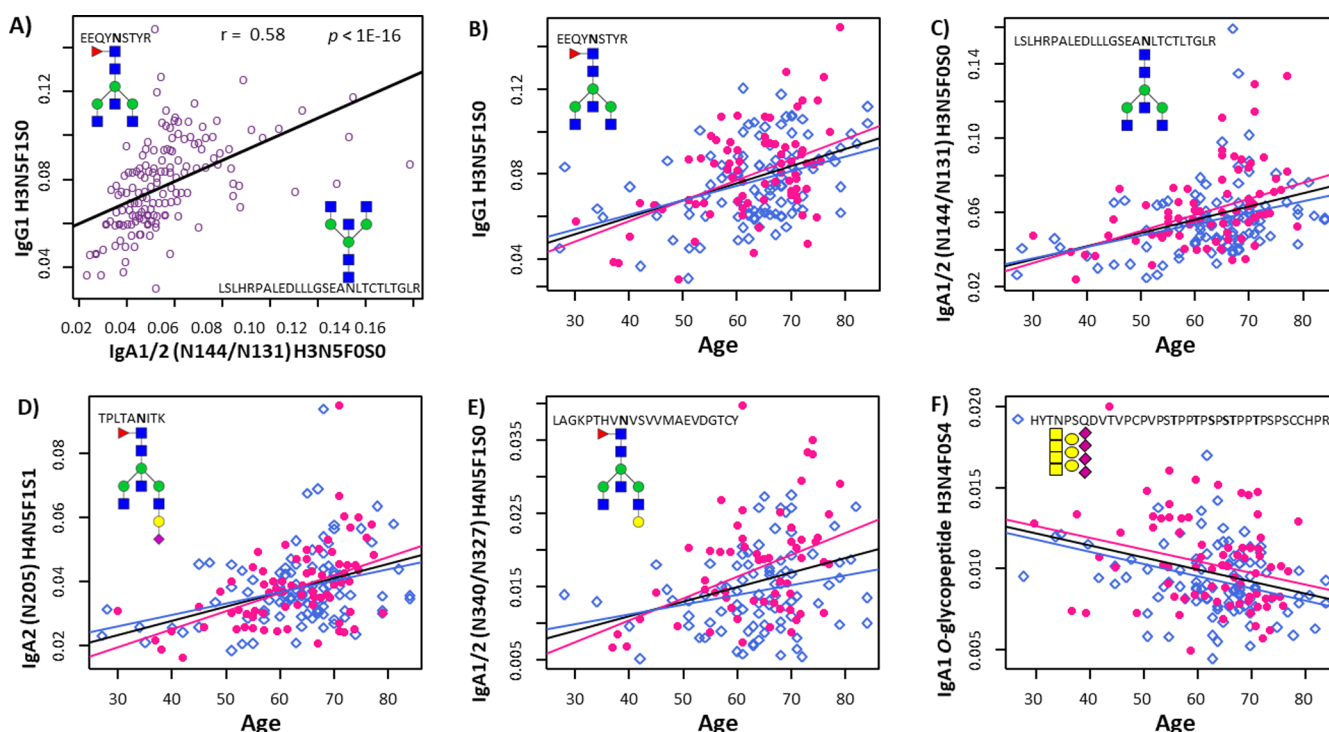 A)
EEQYNSTYR
r = 0.58
p < 1E-16
IgG1 H3N5F1S0
0.12
0.08
0.04
LSLHRPALEDLLLGSEANLTCTLTGLR
0.02 0.04 0.06 0.08 0.10 0.12 0.14 0.16
IgA1/2 (N144/N131) H3N5F0S0
B)
EEQYNSTYR
IgG1 H3N5F1S0
0.12
0.08
0.04
30 40 50 60 70 80
Age
C)
LSLHRPALEDLLLGSEANLTCTLTGLR
IgA1/2 (N144/N131) H3N5F0S0
0.14
0.10
0.06
0.02
30 40 50 60 70 80
Age
D)
TPLTANITK
IgA2 (N205) H4N5F1S1
0.08
0.06
0.04
0.02
30 40 50 60 70 80
Age
E)
LAGKPTHVNVSVVMAEVDGTCY
IgA1/2 (N340/N327) H4N5F1S0
0.035
0.025
0.015
0.005
30 40 50 60 70 80
Age
F)
HYTNPSQDVTVPCPVPSTPPTPSPSTPPTPSPSCCHPR
IgA1 O-glycopeptide H3N4F0S4
0.020
0.015
0.010
0.005
30 40 50 60 70 80
Age